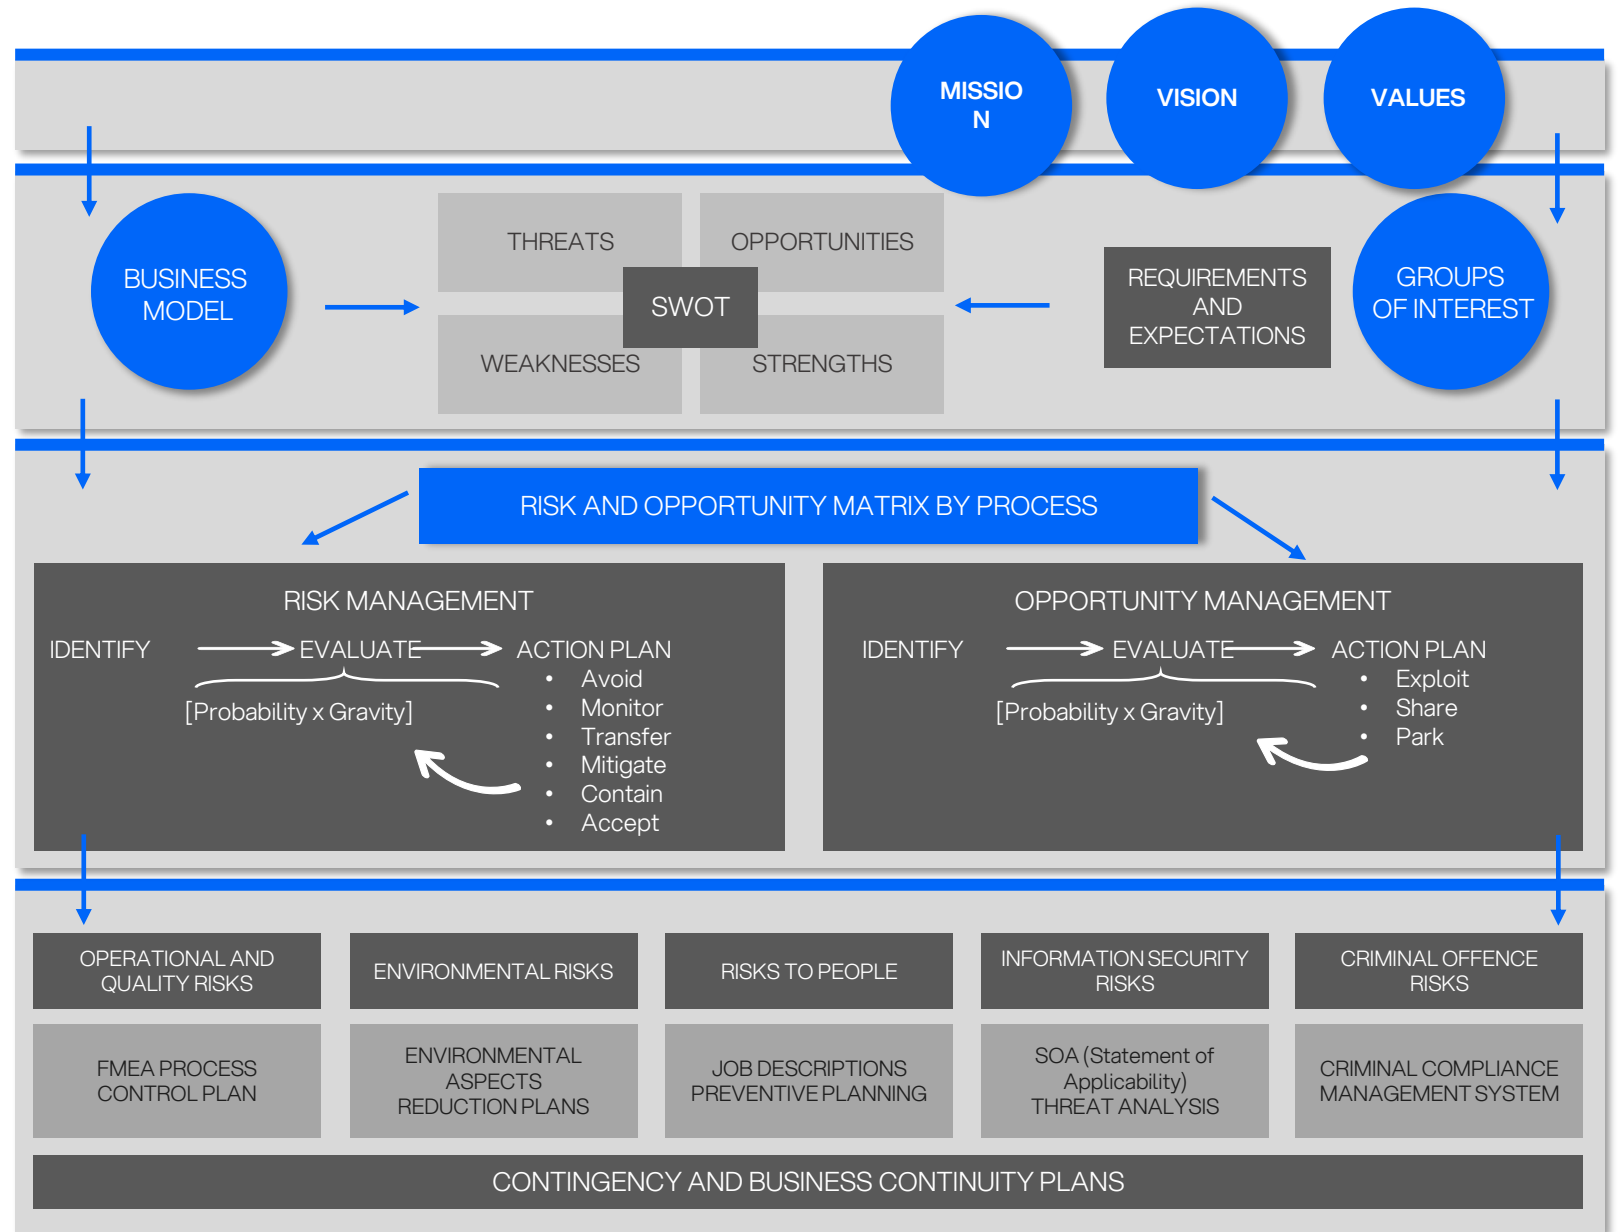 MISSIO
N
VISION
VALUES
BUSINESS
MODEL
THREATS
OPPORTUNITIES
SWOT
WEAKNESSES
STRENGTHS
REQUIREMENTS
AND
EXPECTATIONS
GROUPS
OF INTEREST
RISK AND OPPORTUNITY MATRIX BY PROCESS
RISK MANAGEMENT
IDENTIFY
EVALUATE
ACTION PLAN
[Probability x Gravity]
• Avoid
• Monitor
• Transfer
• Mitigate
• Contain
• Accept
OPPORTUNITY MANAGEMENT
IDENTIFY
EVALUATE
ACTION PLAN
[Probability x Gravity]
• Exploit
• Share
• Park
OPERATIONAL AND
QUALITY RISKS
ENVIRONMENTAL RISKS
RISKS TO PEOPLE
INFORMATION SECURITY
RISKS
CRIMINAL OFFENCE
RISKS
FMEA PROCESS
CONTROL PLAN
ENVIRONMENTAL
ASPECTS
REDUCTION PLANS
JOB DESCRIPTIONS
PREVENTIVE PLANNING
SOA (Statement of
Applicability)
THREAT ANALYSIS
CRIMINAL COMPLIANCE
MANAGEMENT SYSTEM
CONTINGENCY AND BUSINESS CONTINUITY PLANS